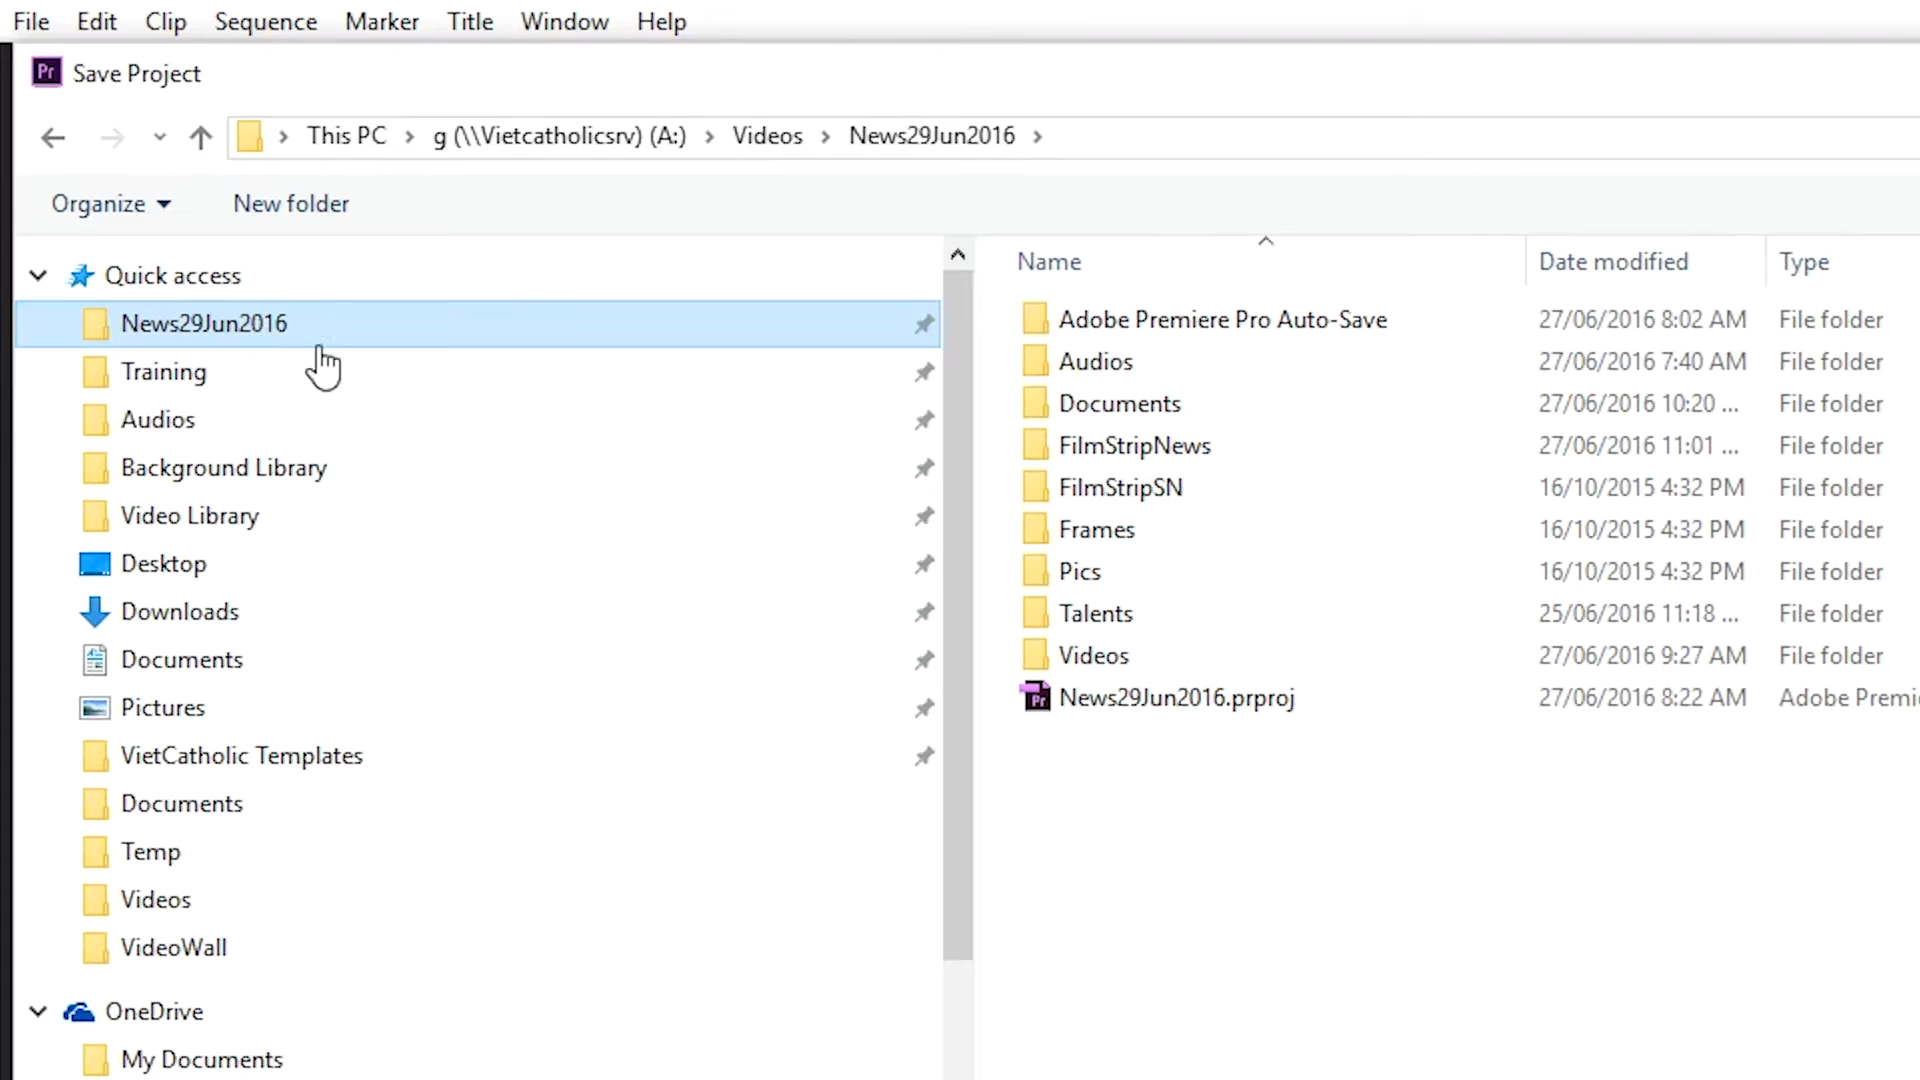 File Edit Clip Sequence Marker Title Window Help
Pr Save Project
This PC g (\\Vietcatholicsrv) (A:) Videos News29Jun2016
Organize New folder
Quick access
News29Jun2016
Training
Audios
Background Library
Video Library
Desktop
Downloads
Documents
Pictures
VietCatholic Templates
Documents
Temp
Videos
VideoWall
OneDrive
My Documents
Name Date modified Type
Adobe Premiere Pro Auto-Save 27/06/2016 8:02 AM File folder
Audios 27/06/2016 7:40 AM File folder
Documents 27/06/2016 10:20 ... File folder
FilmStripNews 27/06/2016 11:01 ... File folder
FilmStripSN 16/10/2015 4:32 PM File folder
Frames 16/10/2015 4:32 PM File folder
Pics 16/10/2015 4:32 PM File folder
Talents 25/06/2016 11:18 ... File folder
Videos 27/06/2016 9:27 AM File folder
Pr News29Jun2016.prproj 27/06/2016 8:22 AM Adobe Premi